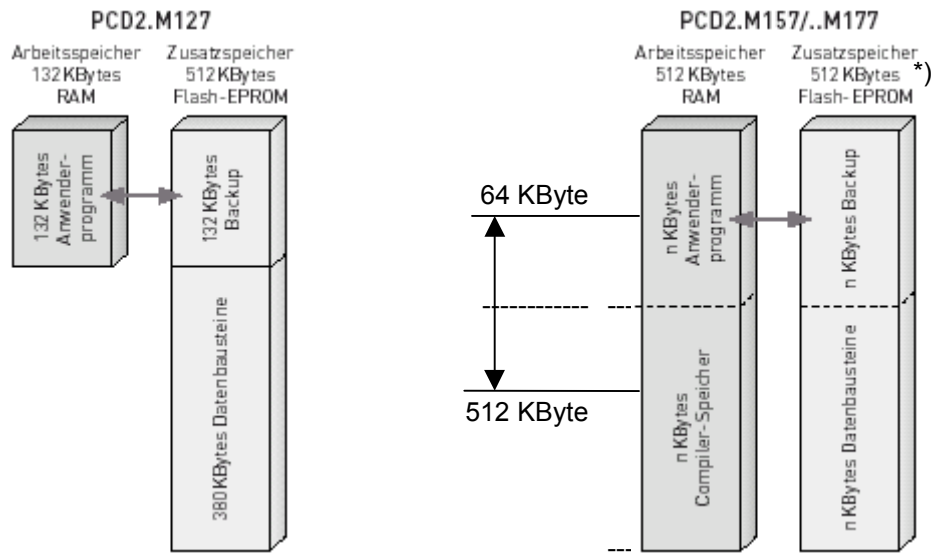 PCD2.M127
Arbeitsspeicher
132 KBytes
RAM
Zusatzspeicher
512 KBytes
Flash-EPROM
132 KBytes
Anwender-
programm
132 KBytes
Backup
380 KBytes Datenbausteine
PCD2.M157/..M177
Arbeitsspeicher
512 KBytes
RAM
Zusatzspeicher
512 KBytes *)
Flash-EPROM
64 KByte
512 KByte
n KBytes
Anwender-
programm
n KBytes Backup
n KBytes
Compiler-Speicher
n KBytes Datenbausteine